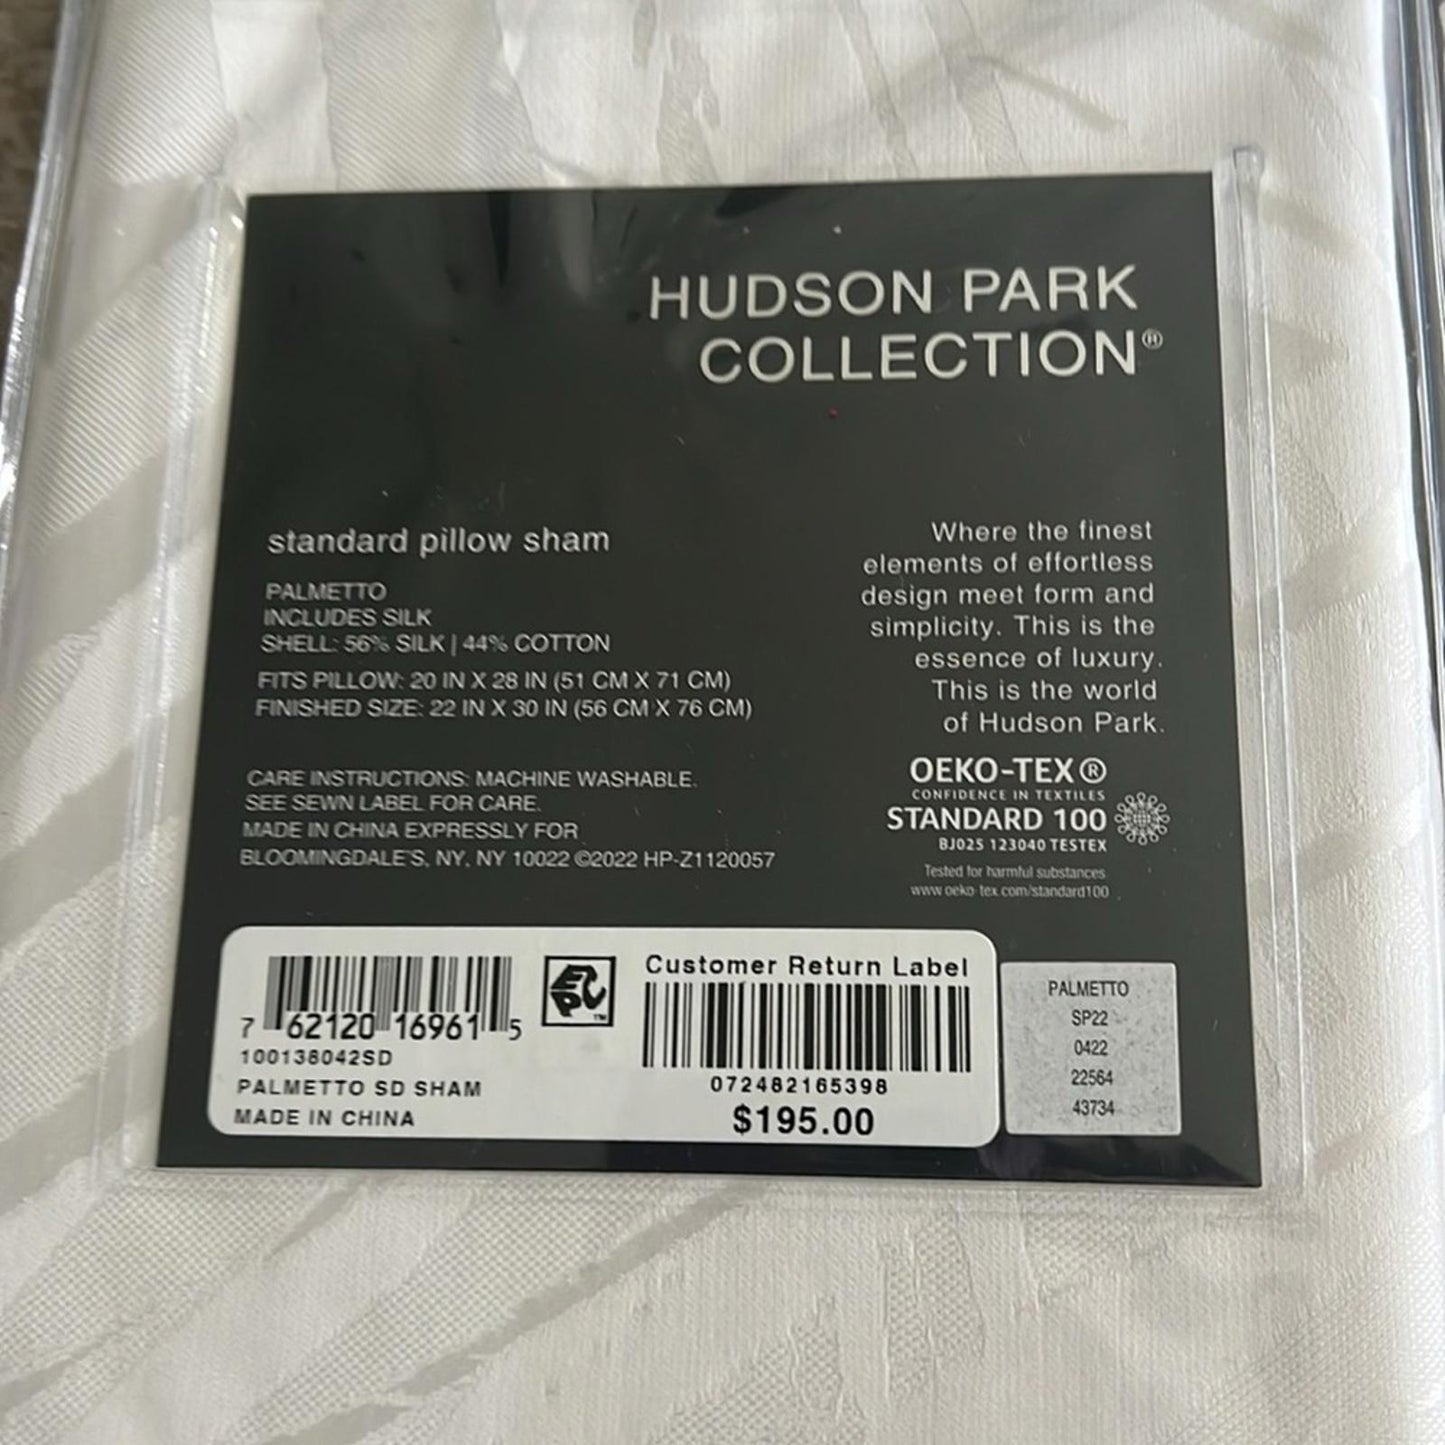 HUDSON PARK
COLLECTION®
standard pillow sham
PALMETTO
INCLUDES SILK
SHELL: 56% SILK | 44% COTTON
FITS PILLOW: 20 IN X 28 IN (51 CM X 71 CM)
FINISHED SIZE: 22 IN X 30 IN (56 CM X 76 CM)
CARE INSTRUCTIONS: MACHINE WASHABLE.
SEE SEWN LABEL FOR CARE.
MADE IN CHINA EXPRESSLY FOR
BLOOMINGDALE'S, NY, NY 10022 ©2022 HP-Z1120057
Where the finest
elements of effortless
design meet form and
simplicity. This is the
essence of luxury.
This is the world
of Hudson Park.
OEKO-TEX®
CONFIDENCE IN TEXTILES
STANDARD 100
BJ025 123040 TESTEX
Tested for harmful substances
www.oeko-tex.com/standard100
7 62120 16961 5
100138042SD
PALMETTO SD SHAM
MADE IN CHINA
EPC™
Customer Return Label
072482165398
$195.00
PALMETTO
SP22
0422
22564
43734